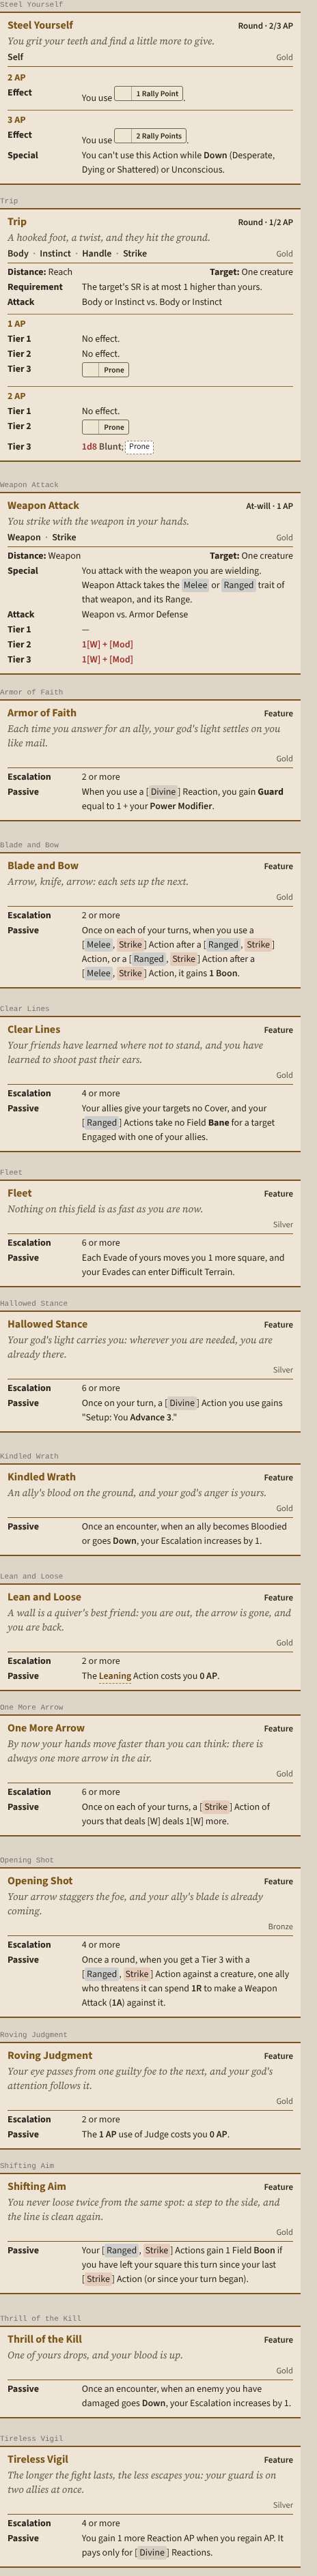 Steel Yourself
Steel Yourself Round · 2/3 AP
You grit your teeth and find a little more to give.
Self Gold
2 AP
Effect You use 1 Rally Point .
3 AP
Effect You use 2 Rally Points .
Special You can't use this Action while Down (Desperate,
Dying or Shattered) or Unconscious.
Trip
Trip Round · 1/2 AP
A hooked foot, a twist, and they hit the ground.
Body · Instinct · Handle · Strike Gold
Distance: Reach Target: One creature
Requirement The target's SR is at most 1 higher than yours.
Attack Body or Instinct vs. Body or Instinct
1 AP
Tier 1 No effect.
Tier 2 No effect.
Tier 3 Prone
2 AP
Tier 1 No effect.
Tier 2 Prone
Tier 3 1d8 Blunt; Prone
Weapon Attack
Weapon Attack At-will · 1 AP
You strike with the weapon in your hands.
Weapon · Strike Gold
Distance: Weapon Target: One creature
Special You attack with the weapon you are wielding.
Weapon Attack takes the Melee or Ranged trait of
that weapon, and its Range.
Attack Weapon vs. Armor Defense
Tier 1 —
Tier 2 1[W] + [Mod]
Tier 3 1[W] + [Mod]
Armor of Faith
Armor of Faith Feature
Each time you answer for an ally, your god's light settles on you
like mail.
Gold
Escalation 2 or more
Passive When you use a [Divine] Reaction, you gain Guard
equal to 1 + your Power Modifier.
Blade and Bow
Blade and Bow Feature
Arrow, knife, arrow: each sets up the next.
Gold
Escalation 2 or more
Passive Once on each of your turns, when you use a
[Melee, Strike] Action after a [Ranged, Strike]
Action, or a [Ranged, Strike] Action after a
[Melee, Strike] Action, it gains 1 Boon.
Clear Lines
Clear Lines Feature
Your friends have learned where not to stand, and you have
learned to shoot past their ears.
Gold
Escalation 4 or more
Passive Your allies give your targets no Cover, and your
[Ranged] Actions take no Field Bane for a target
Engaged with one of your allies.
Fleet
Fleet Feature
Nothing on this field is as fast as you are now.
Silver
Escalation 6 or more
Passive Each Evade of yours moves you 1 more square, and
your Evades can enter Difficult Terrain.
Hallowed Stance
Hallowed Stance Feature
Your god's light carries you: wherever you are needed, you are
already there.
Silver
Escalation 6 or more
Passive Once on your turn, a [Divine] Action you use gains
"Setup: You Advance 3."
Kindled Wrath
Kindled Wrath Feature
An ally's blood on the ground, and your god's anger is yours.
Gold
Passive Once an encounter, when an ally becomes Bloodied
or goes Down, your Escalation increases by 1.
Lean and Loose
Lean and Loose Feature
A wall is a quiver's best friend: you are out, the arrow is gone, and
you are back.
Gold
Escalation 2 or more
Passive The Leaning Action costs you 0 AP.
One More Arrow
One More Arrow Feature
By now your hands move faster than you can think: there is
always one more arrow in the air.
Gold
Escalation 6 or more
Passive Once on each of your turns, a [Strike] Action of
yours that deals [W] deals 1[W] more.
Opening Shot
Opening Shot Feature
Your arrow staggers the foe, and your ally's blade is already
coming.
Bronze
Escalation 4 or more
Passive Once a round, when you get a Tier 3 with a
[Ranged, Strike] Action against a creature, one ally
who threatens it can spend 1R to make a Weapon
Attack (1A) against it.
Roving Judgment
Roving Judgment Feature
Your eye passes from one guilty foe to the next, and your god's
attention follows it.
Gold
Escalation 2 or more
Passive The 1 AP use of Judge costs you 0 AP.
Shifting Aim
Shifting Aim Feature
You never loose twice from the same spot: a step to the side, and
the line is clean again.
Gold
Passive Your [Ranged, Strike] Actions gain 1 Field Boon if
you have left your square this turn since your last
[Strike] Action (or since your turn began).
Thrill of the Kill
Thrill of the Kill Feature
One of yours drops, and your blood is up.
Gold
Passive Once an encounter, when an enemy you have
damaged goes Down, your Escalation increases by 1.
Tireless Vigil
Tireless Vigil Feature
The longer the fight lasts, the less escapes you: your guard is on
two allies at once.
Silver
Escalation 4 or more
Passive You gain 1 more Reaction AP when you regain AP. It
pays only for [Divine] Reactions.